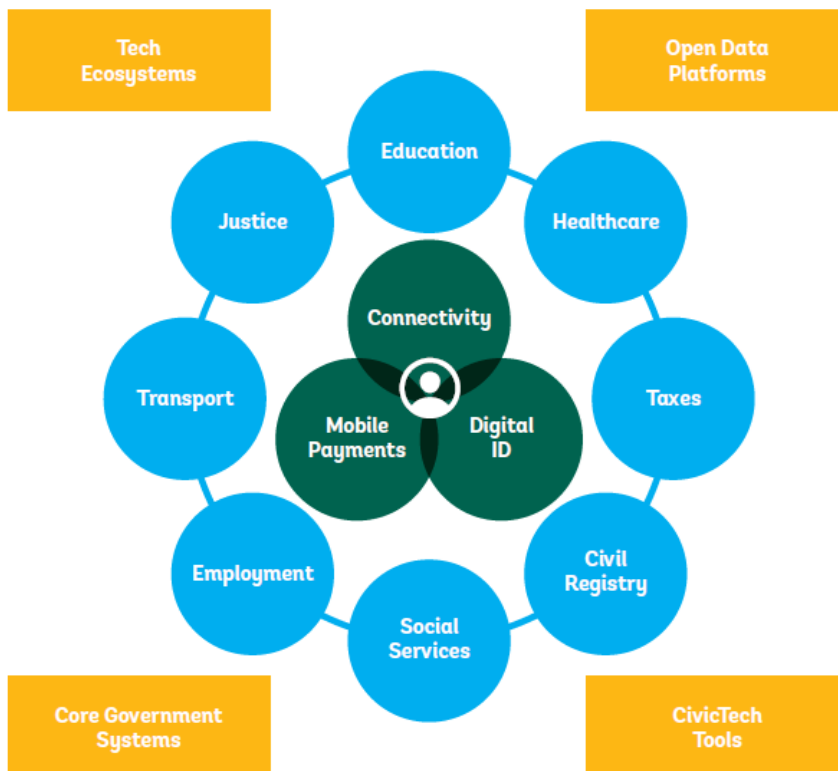 Tech
Ecosystems
Open Data
Platforms
Education
Justice
Healthcare
Connectivity
Transport
Taxes
Mobile
Payments
Digital
ID
Employment
Civil
Registry
Social
Services
Core Government
Systems
CivicTech
Tools